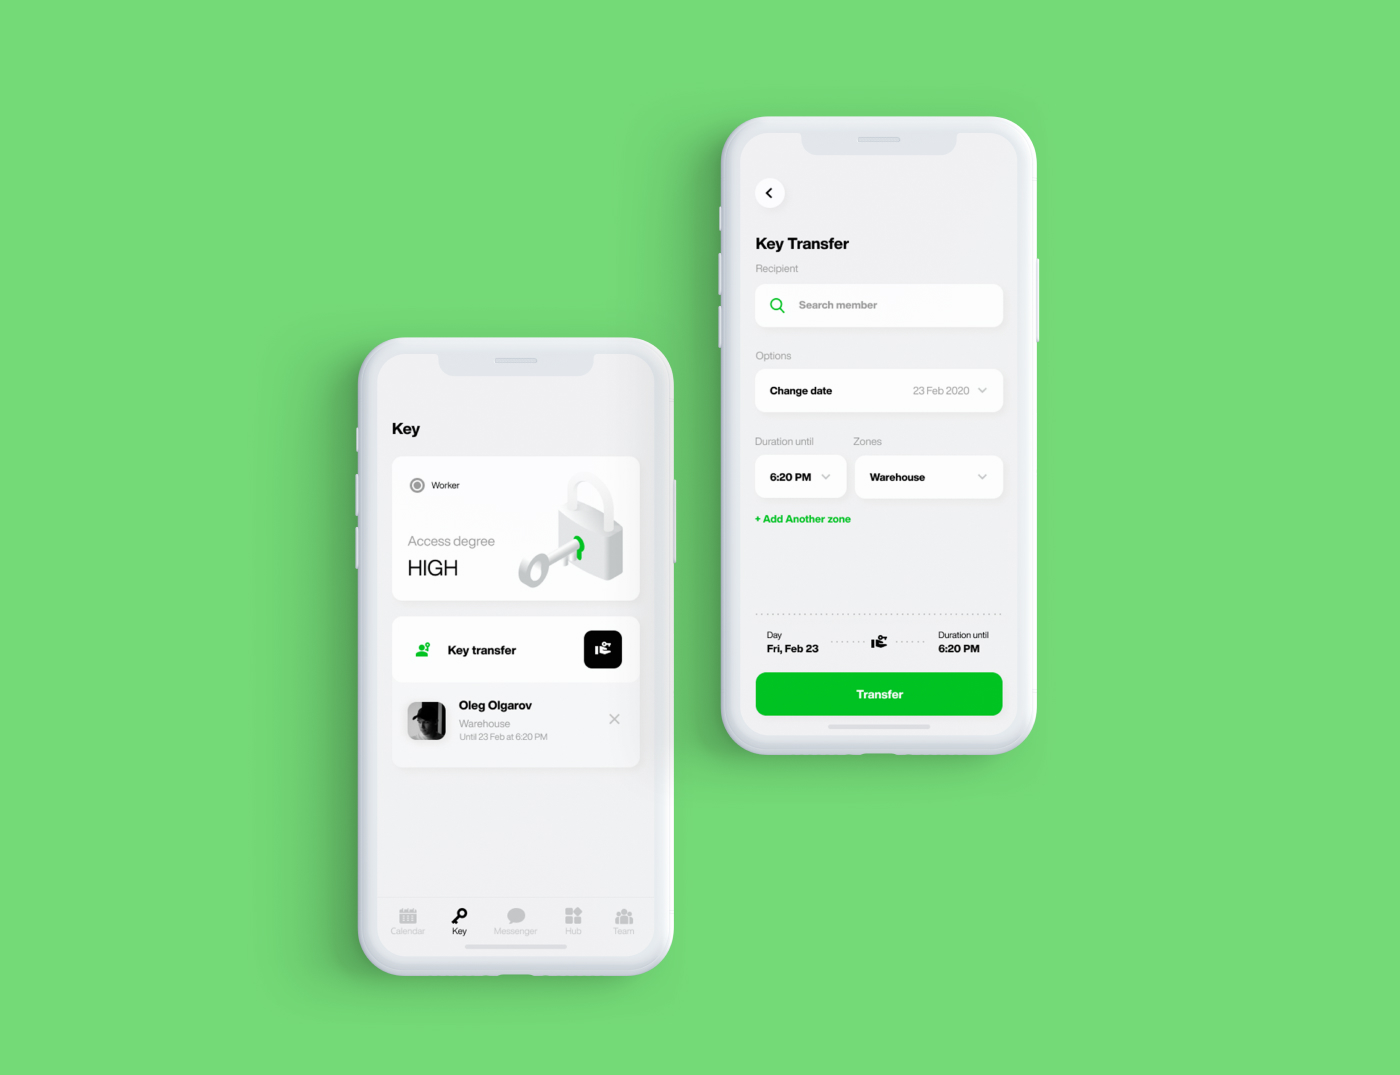 Key
Worker
Access degree
HIGH
Key transfer
Oleg Olgarov
Warehouse
Until 23 Feb at 6:20 PM
Calendar
Key
Messenger
Hub
Team
Key Transfer
Recipient
Search member
Options
Change date
23 Feb 2020
Duration until
Zones
6:20 PM
Warehouse
+ Add Another zone
Day
Duration until
Fri, Feb 23
6:20 PM
Transfer